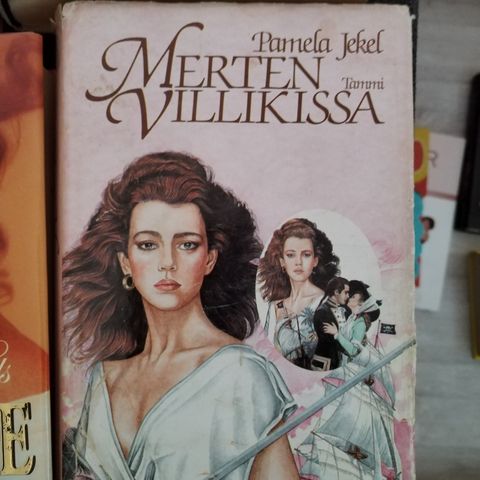 Pamela Jekel
MERTEN
Tammi
VILLIKISSA
E
R